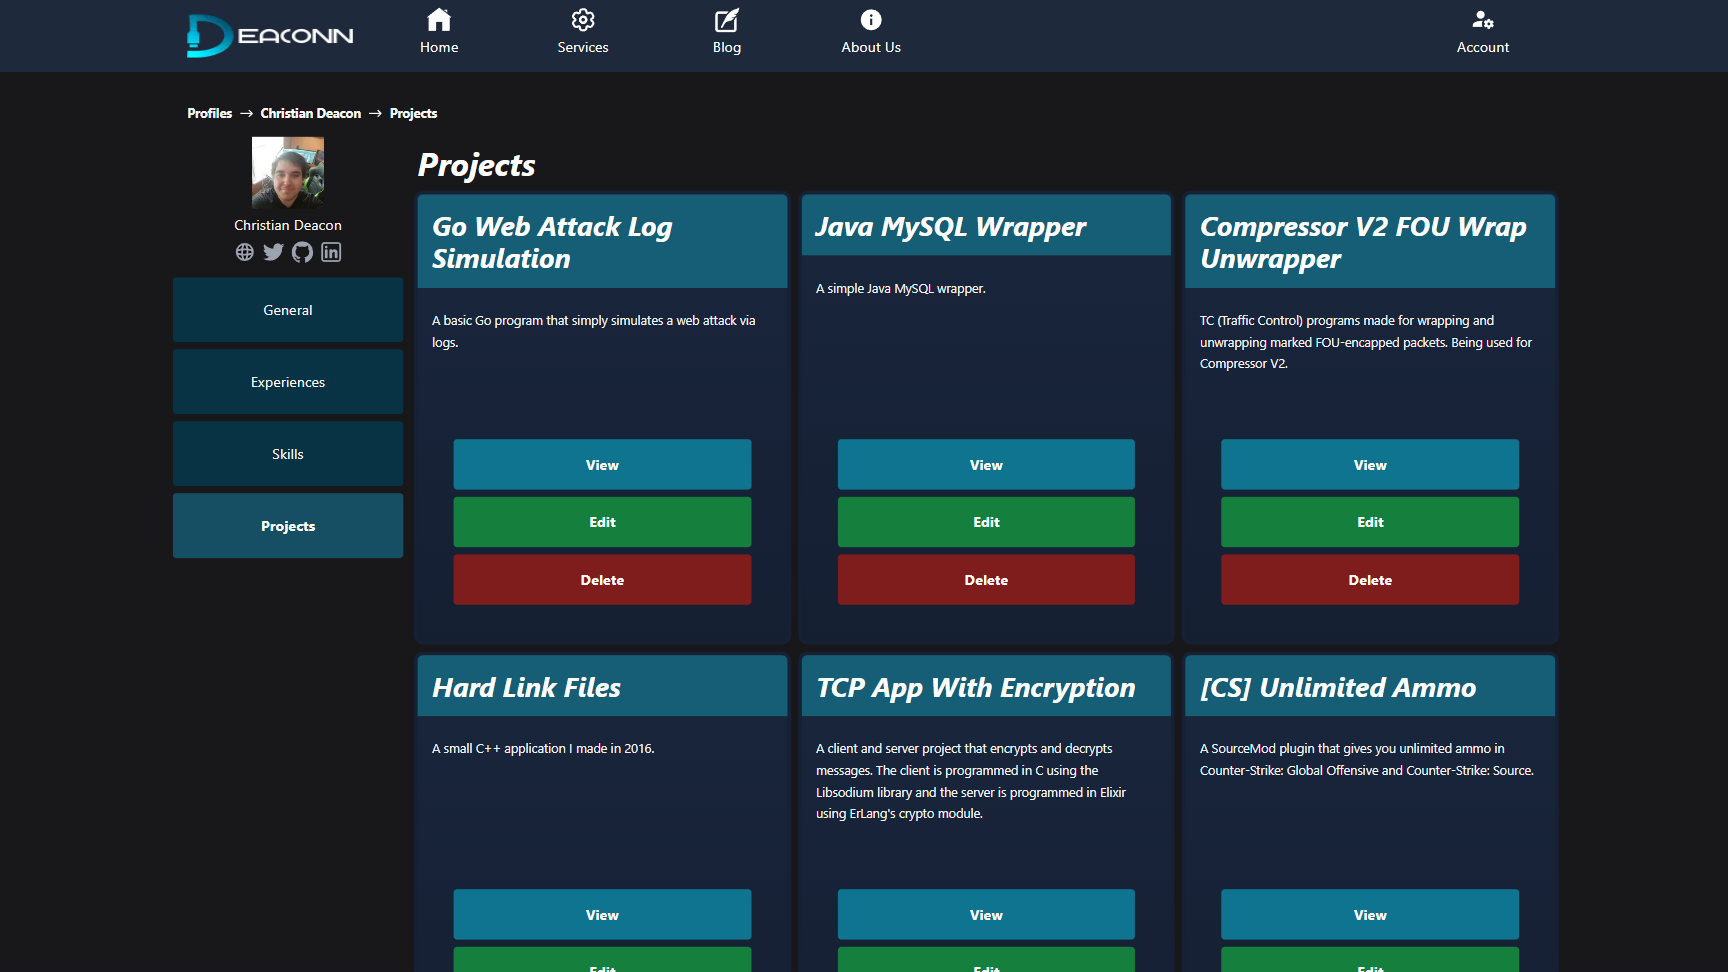 DEACONN
Home
Services
Blog
About Us
Account
Profiles → Christian Deacon → Projects
Christian Deacon
General
Experiences
Skills
Projects
Projects
Go Web Attack Log
Simulation
A basic Go program that simply simulates a web attack via
logs.
View
Edit
Delete
Java MySQL Wrapper
A simple Java MySQL wrapper.
View
Edit
Delete
Compressor V2 FOU Wrap
Unwrapper
TC (Traffic Control) programs made for wrapping and
unwrapping marked FOU-encapped packets. Being used for
Compressor V2.
View
Edit
Delete
Hard Link Files
A small C++ application I made in 2016.
View
Edit
TCP App With Encryption
A client and server project that encrypts and decrypts
messages. The client is programmed in C using the
Libsodium library and the server is programmed in Elixir
using ErLang's crypto module.
View
Edit
[CS] Unlimited Ammo
A SourceMod plugin that gives you unlimited ammo in
Counter-Strike: Global Offensive and Counter-Strike: Source.
View
Edit